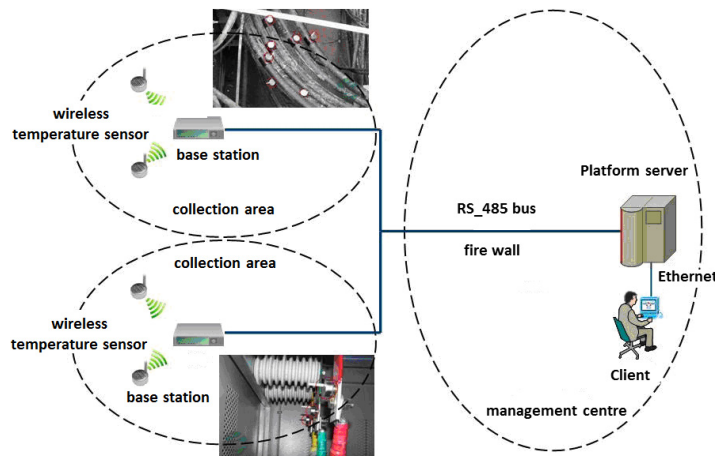 wireless
temperature sensor
base station
collection area
collection area
wireless
temperature sensor
base station
RS_485 bus
fire wall
Platform server
Ethernet
Client
management centre